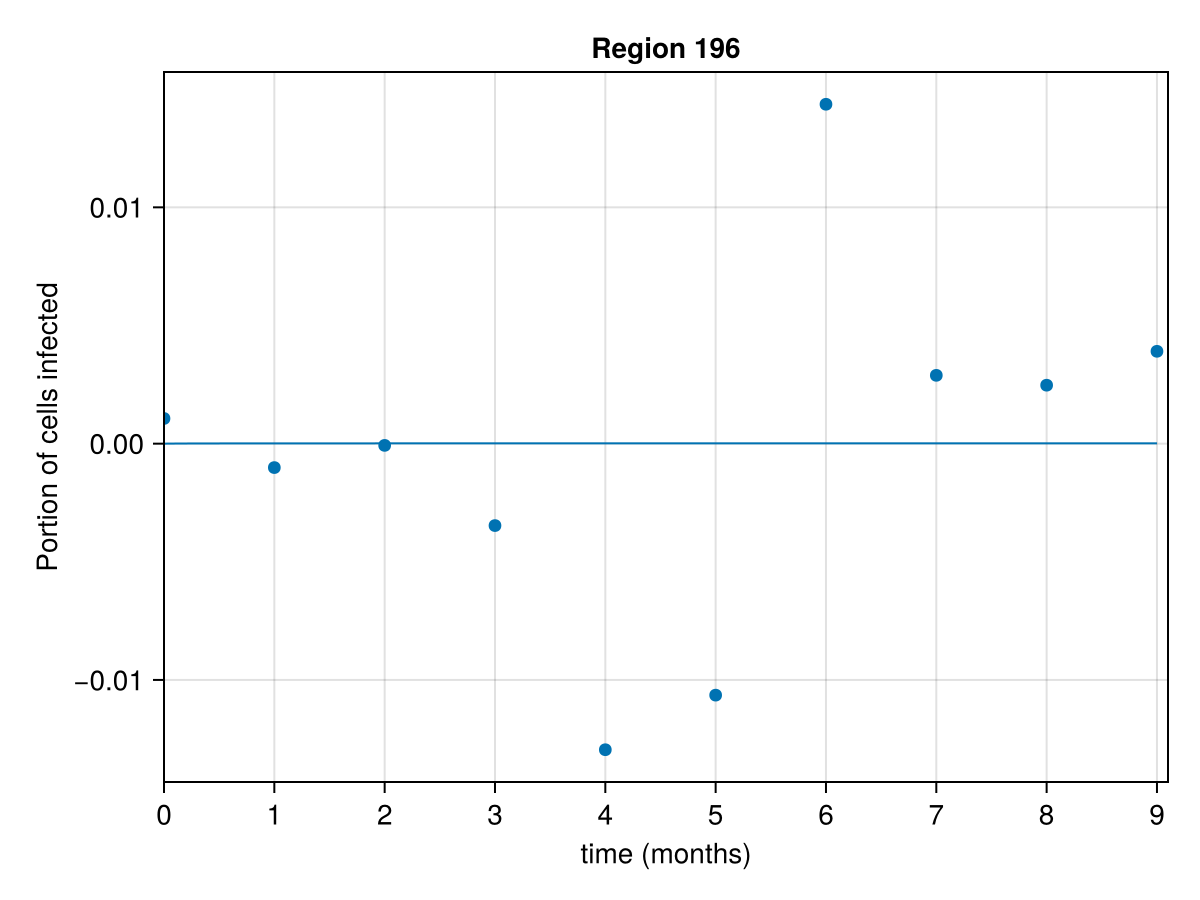 Region 196
Portion of cells infected
0.01
0.00
−0.01
0 1 2 3 4 5 6 7 8 9
time (months)